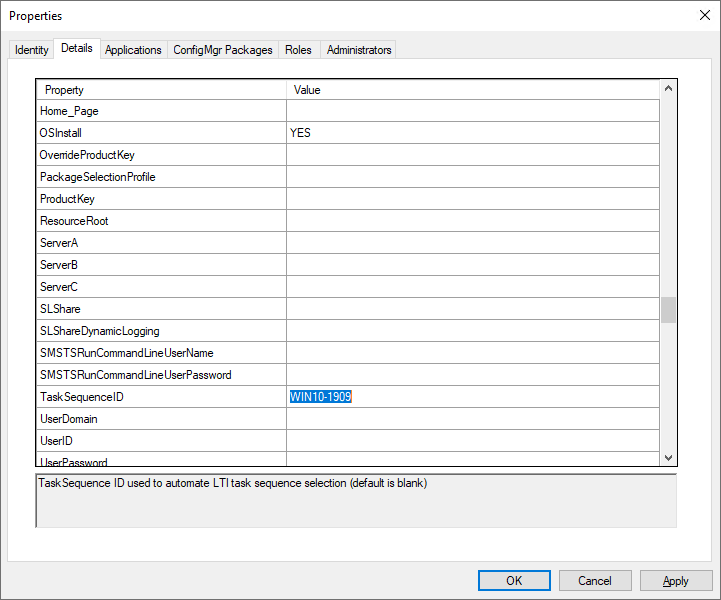 Properties
Identity Details Applications ConfigMgr Packages Roles Administrators
Property Value
Home_Page
OSInstall YES
OverrideProductKey
PackageSelectionProfile
ProductKey
ResourceRoot
ServerA
ServerB
ServerC
SLShare
SLShareDynamicLogging
SMSTSRunCommandLineUserName
SMSTSRunCommandLineUserPassword
TaskSequenceID WIN10-1909
UserDomain
UserID
UserPassword
TaskSequence ID used to automate LTI task sequence selection (default is blank)
OK Cancel Apply